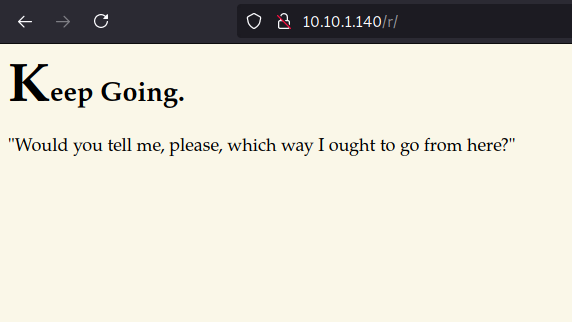 10.10.1.140/r/
Keep Going.
"Would you tell me, please, which way I ought to go from here?"